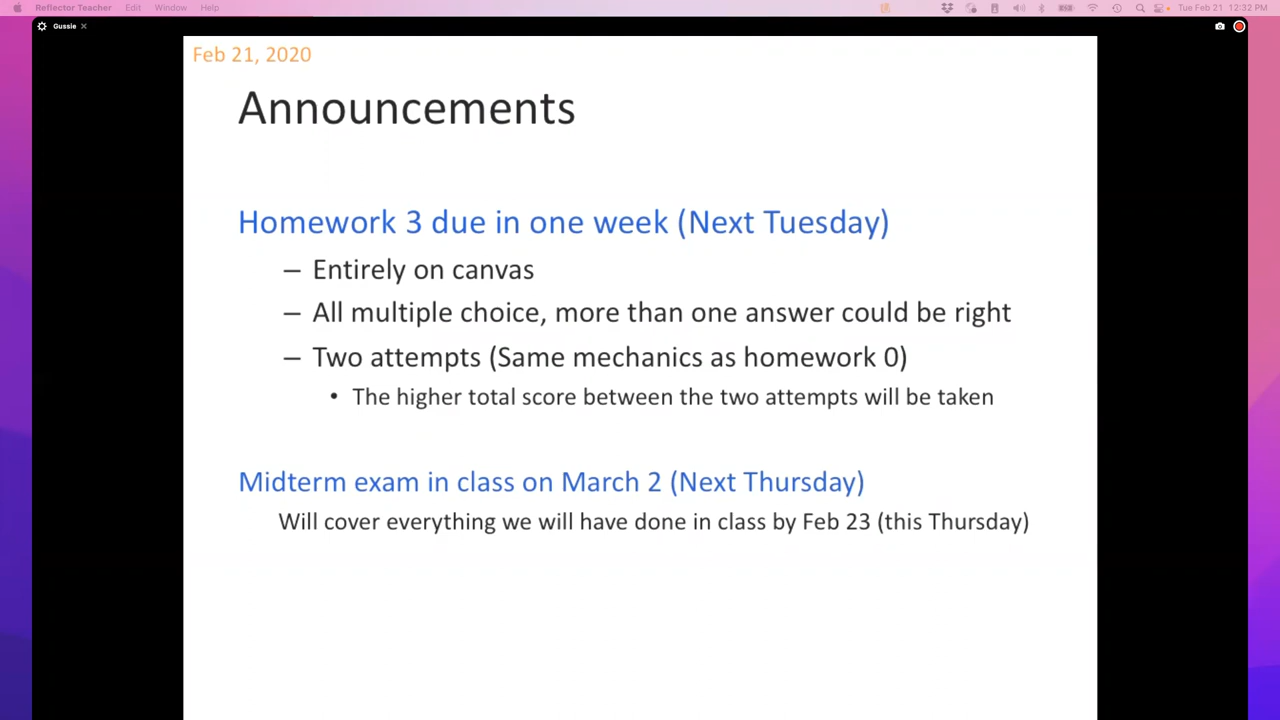 Reflector Teacher Edit Window Help Tue Feb 21 12:32 PM
Gussie
Feb 21, 2020
Announcements
Homework 3 due in one week (Next Tuesday)
– Entirely on canvas
– All multiple choice, more than one answer could be right
– Two attempts (Same mechanics as homework 0)
• The higher total score between the two attempts will be taken
Midterm exam in class on March 2 (Next Thursday)
Will cover everything we will have done in class by Feb 23 (this Thursday)